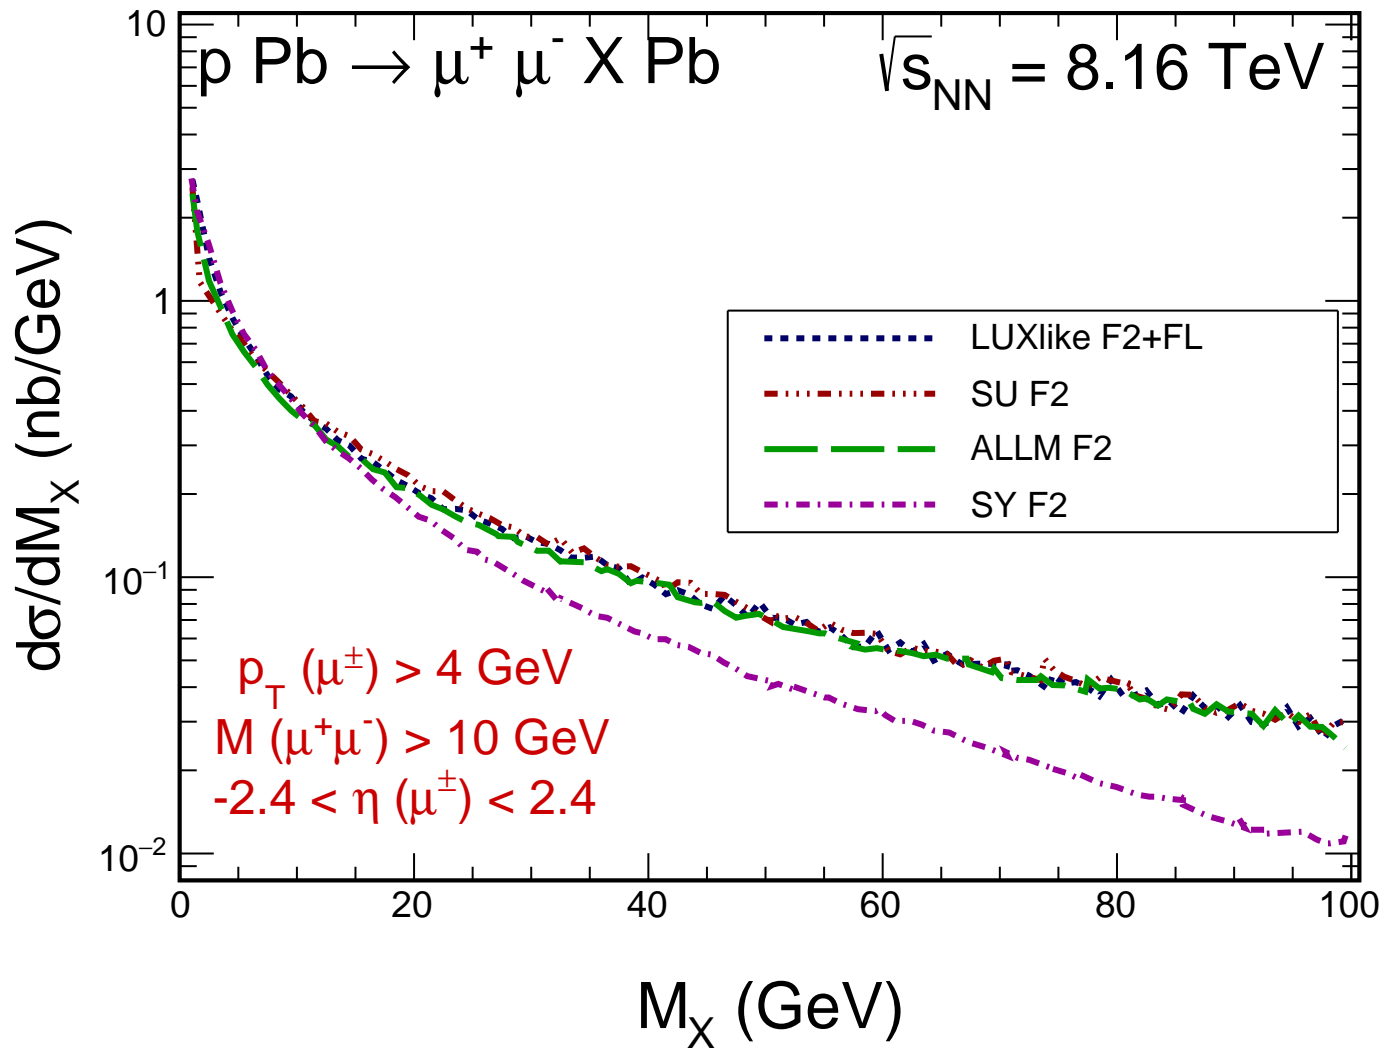 p Pb → μ⁺ μ⁻ X Pb
√s_NN = 8.16 TeV
dσ/dM_X (nb/GeV)
10
1
10⁻¹
10⁻²
LUXlike F2+FL
SU F2
ALLM F2
SY F2
p_T (μ^±) > 4 GeV
M (μ⁺μ⁻) > 10 GeV
-2.4 < η (μ^±) < 2.4
0 20 40 60 80 100
M_X (GeV)